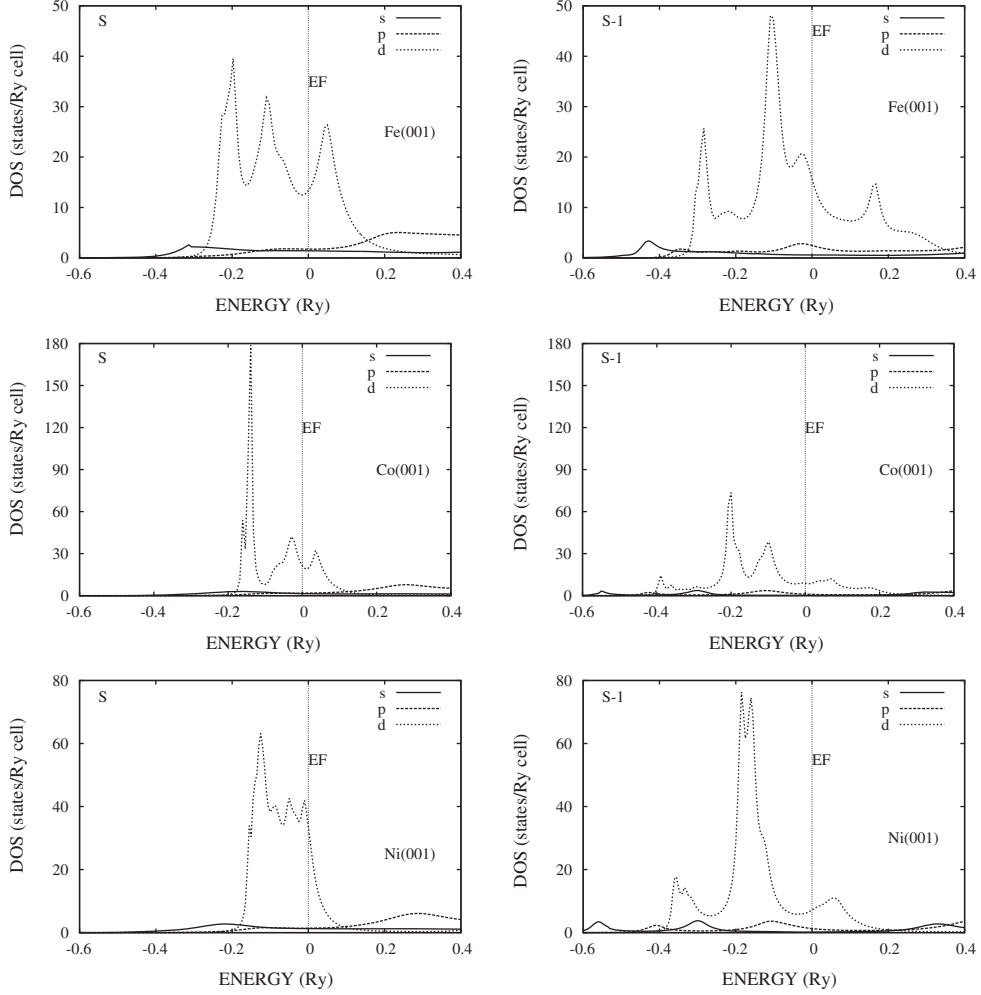 S
s
p
d
EF
Fe(001)
DOS (states/Ry cell)
50
40
30
20
10
0
-0.6 -0.4 -0.2 0 0.2 0.4
ENERGY (Ry)
S-1
s
p
d
EF
Fe(001)
DOS (states/Ry cell)
50
40
30
20
10
0
-0.6 -0.4 -0.2 0 0.2 0.4
ENERGY (Ry)
S
s
p
d
EF
Co(001)
DOS (states/Ry cell)
180
150
120
90
60
30
0
-0.6 -0.4 -0.2 0 0.2 0.4
ENERGY (Ry)
S-1
s
p
d
EF
Co(001)
DOS (states/Ry cell)
180
150
120
90
60
30
0
-0.6 -0.4 -0.2 0 0.2 0.4
ENERGY (Ry)
S
s
p
d
EF
Ni(001)
DOS (states/Ry cell)
80
60
40
20
0
-0.6 -0.4 -0.2 0 0.2 0.4
ENERGY (Ry)
S-1
s
p
d
EF
Ni(001)
DOS (states/Ry cell)
80
60
40
20
0
-0.6 -0.4 -0.2 0 0.2 0.4
ENERGY (Ry)